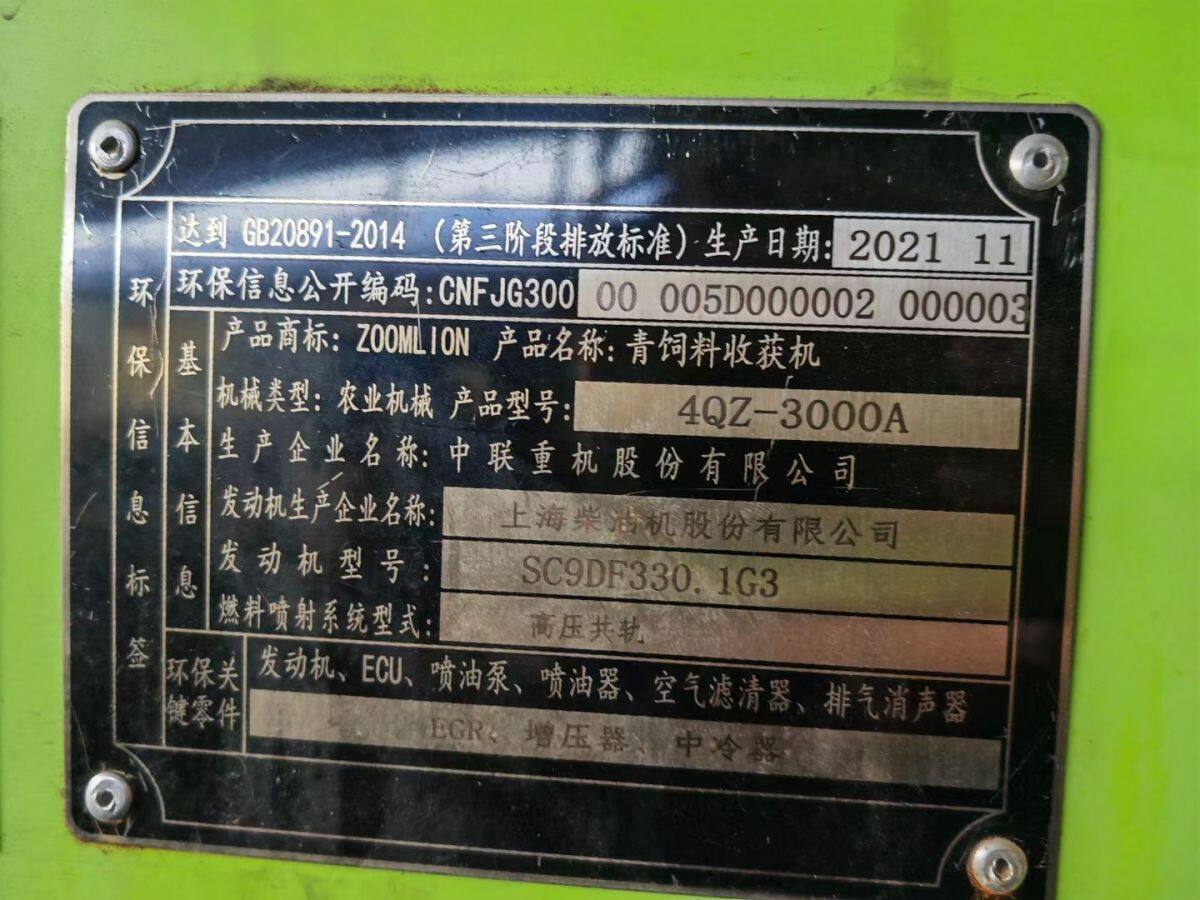 环保信息标签
达到 GB20891-2014 (第三阶段排放标准) 生产日期: 2021 11
环保信息公开编码: CNFJG300 00 005D000002 000003
基本信息
产品商标: ZOOMLION 产品名称: 青饲料收获机
机械类型: 农业机械 产品型号: 4QZ-3000A
生产企业名称: 中联重机股份有限公司
发动机生产企业名称: 上海柴油机股份有限公司
发动机型号: SC9DF330.1G3
燃料喷射系统型式: 高压共轨
环保关键零件
发动机、ECU、喷油泵、喷油器、空气滤清器、排气消声器
EGR、增压器、中冷器